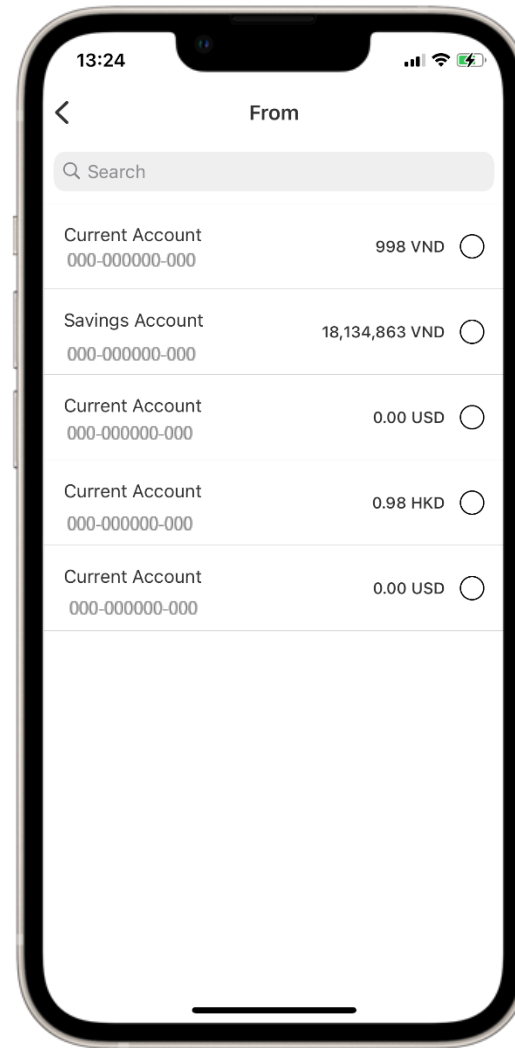 13:24
From
Search
Current Account
998 VND
000-000000-000
Savings Account
18,134,863 VND
000-000000-000
Current Account
0.00 USD
000-000000-000
Current Account
0.98 HKD
000-000000-000
Current Account
0.00 USD
000-000000-000